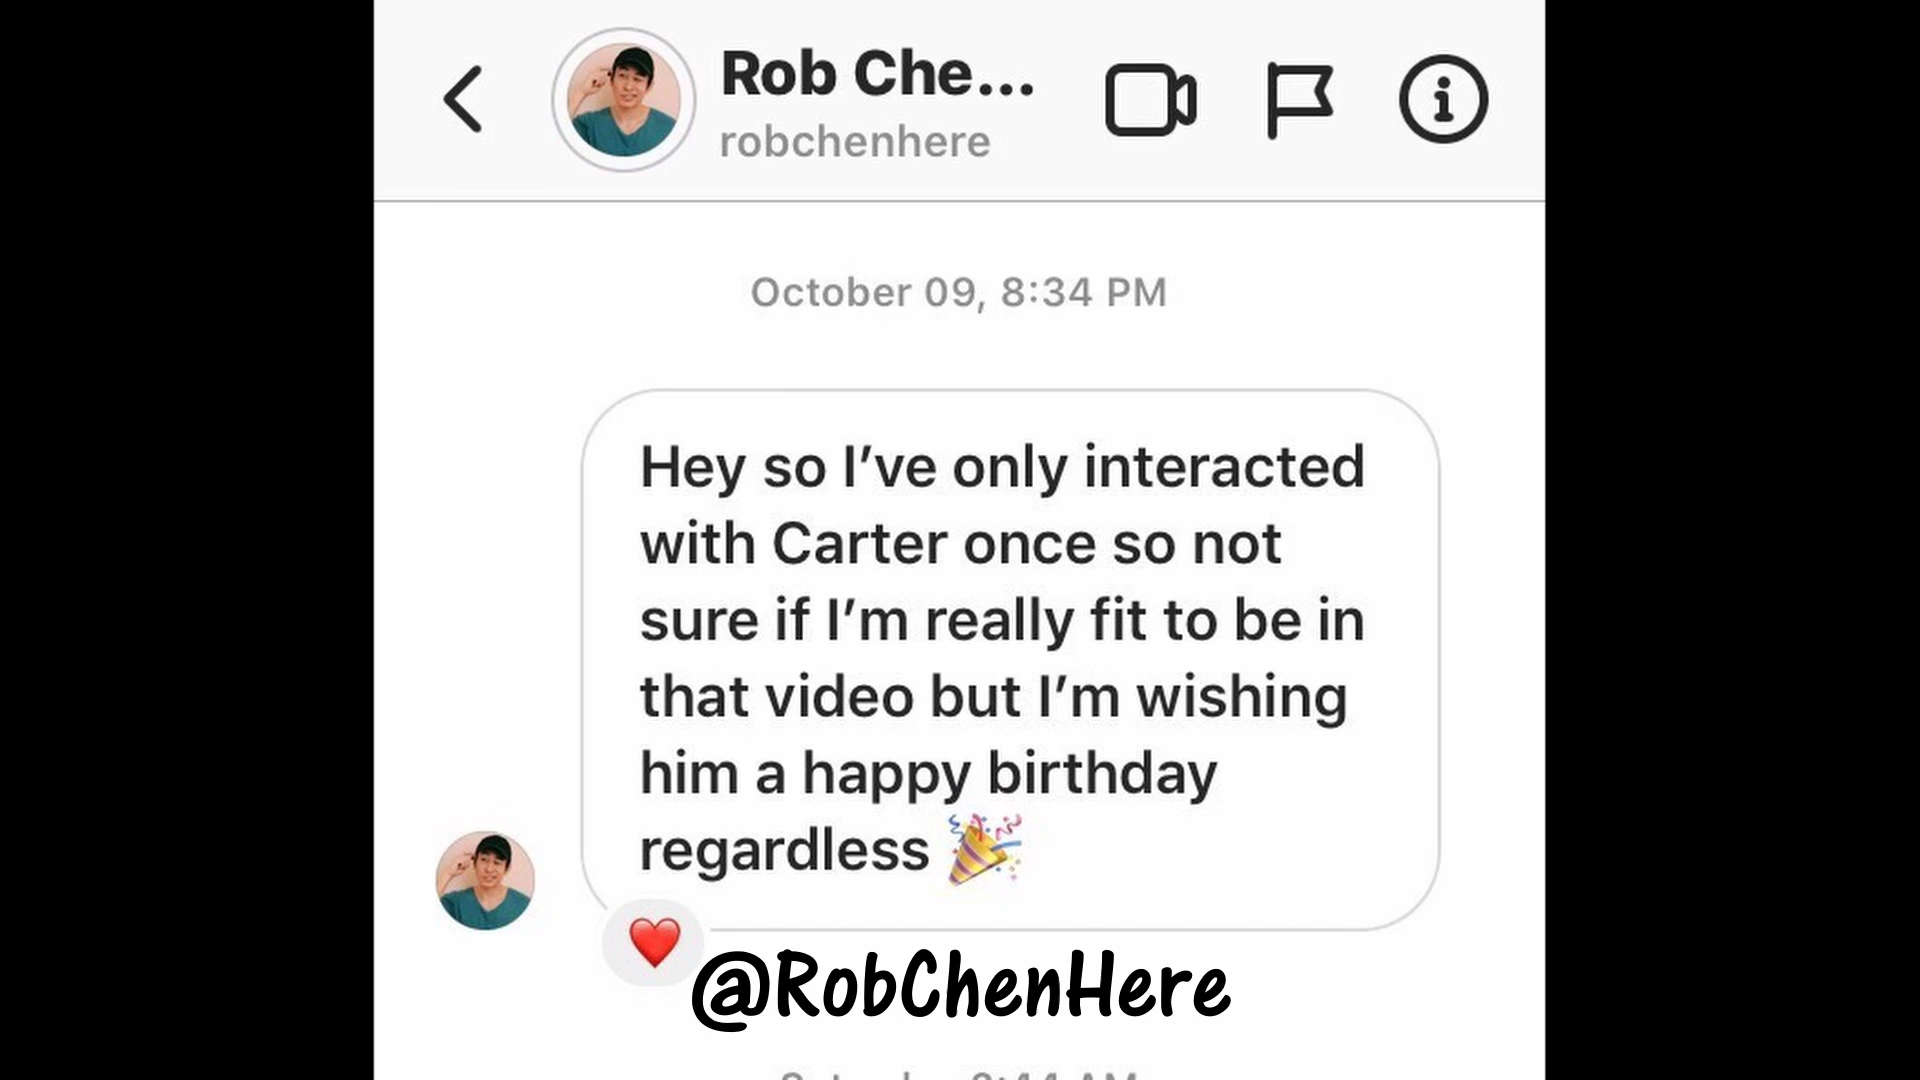 Rob Che...
robchenhere
October 09, 8:34 PM
Hey so I’ve only interacted
with Carter once so not
sure if I’m really fit to be in
that video but I’m wishing
him a happy birthday
regardless 🎉
@RobChenHere